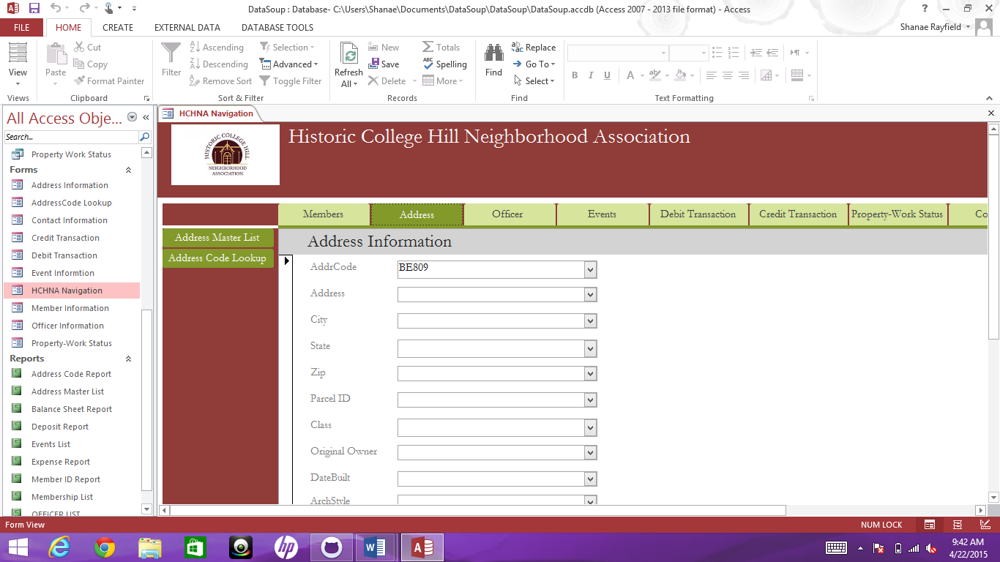 DataSoup : Database- C:\Users\Shanae\Documents\DataSoup\DataSoup\DataSoup.accdb (Access 2007 - 2013 file format) - Access
FILE HOME CREATE EXTERNAL DATA DATABASE TOOLS Shanae Rayfield
View
Views
Paste
Cut
Copy
Format Painter
Clipboard
Filter
Ascending
Descending
Remove Sort
Selection
Advanced
Toggle Filter
Sort & Filter
Refresh
All
New
Save
Delete
Totals
Spelling
More
Records
Find
Replace
Go To
Select
Find
B I U A
Text Formatting
All Access Obje...
Search...
Property Work Status
Forms
Address Information
AddressCode Lookup
Contact Information
Credit Transaction
Debit Transaction
Event Informtion
HCHNA Navigation
Member Information
Officer Information
Property-Work Status
Reports
Address Code Report
Address Master List
Balance Sheet Report
Deposit Report
Events List
Expense Report
Member ID Report
Membership List
OFFICER LIST
HCHNA Navigation
HISTORIC COLLEGE HILL
NEIGHBORHOOD
ASSOCIATION
Historic College Hill Neighborhood Association
Members Address Officer Events Debit Transaction Credit Transaction Property-Work Status Co
Address Master List
Address Code Lookup
Address Information
AddrCode BE809
Address
City
State
Zip
Parcel ID
Class
Original Owner
DateBuilt
ArchStyle
Form View NUM LOCK
9:42 AM
4/22/2015